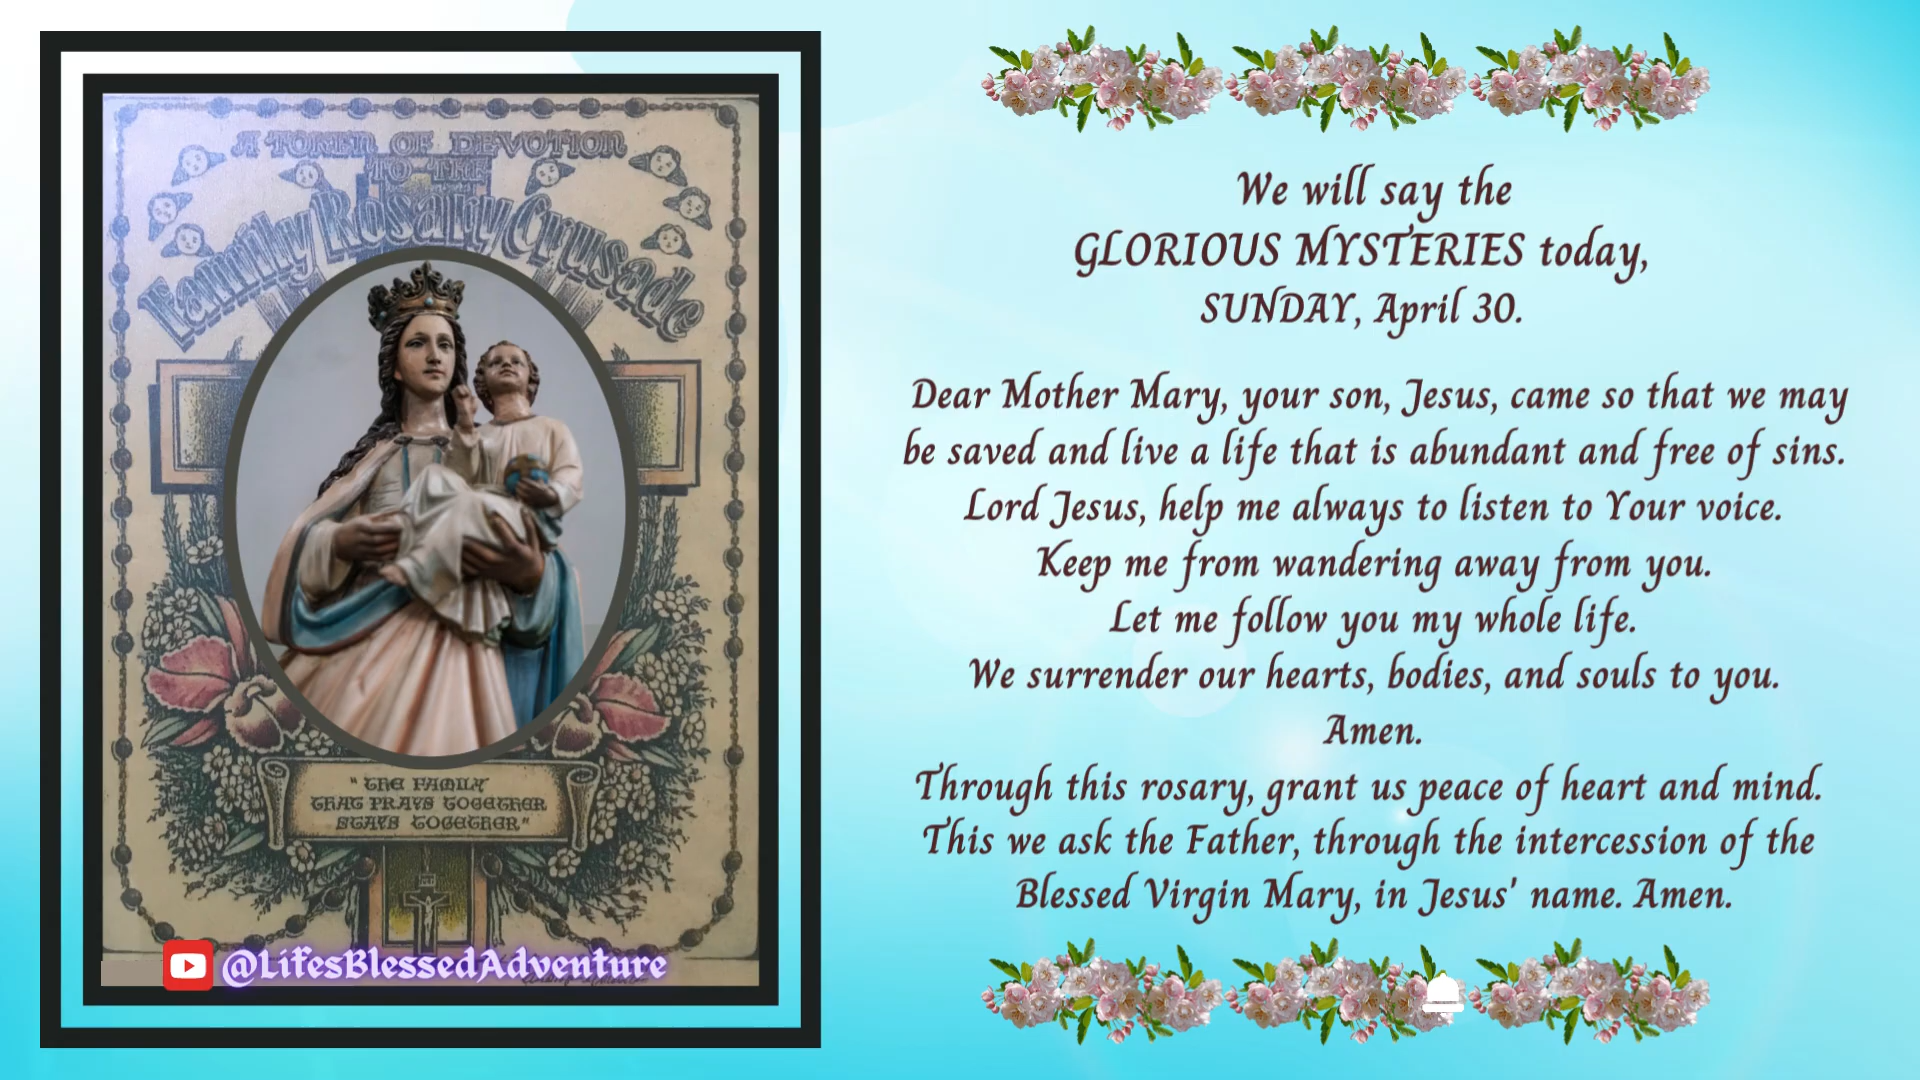 A TOKEN OF DEVOTION
TO THE
Family Rosary Crusade
" THE FAMILY
THAT PRAYS TOGETHER
STAYS TOGETHER"
INRI
@LifesBlessedAdventure
We will say the
GLORIOUS MYSTERIES today,
SUNDAY, April 30.
Dear Mother Mary, your son, Jesus, came so that we may
be saved and live a life that is abundant and free of sins.
Lord Jesus, help me always to listen to Your voice.
Keep me from wandering away from you.
Let me follow you my whole life.
We surrender our hearts, bodies, and souls to you.
Amen.
Through this rosary, grant us peace of heart and mind.
This we ask the Father, through the intercession of the
Blessed Virgin Mary, in Jesus' name. Amen.